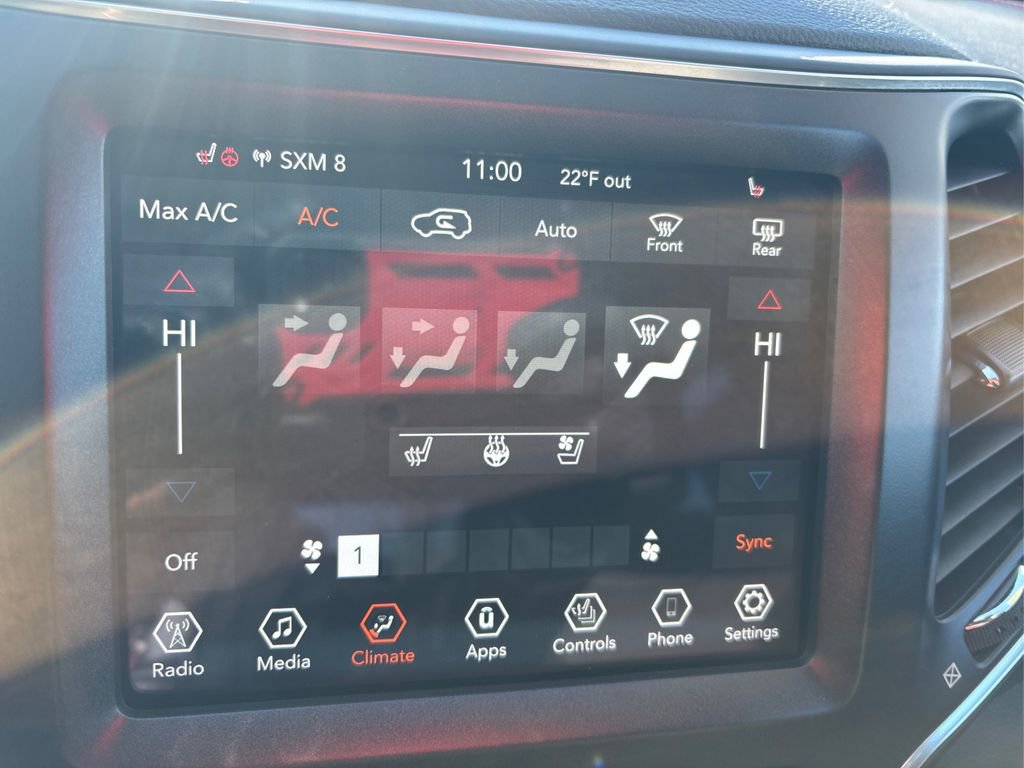 SXM 8 11:00 22°F out
Max A/C A/C Auto Front Rear
HI HI
Off 1 Sync
Radio Media Climate Apps Controls Phone Settings